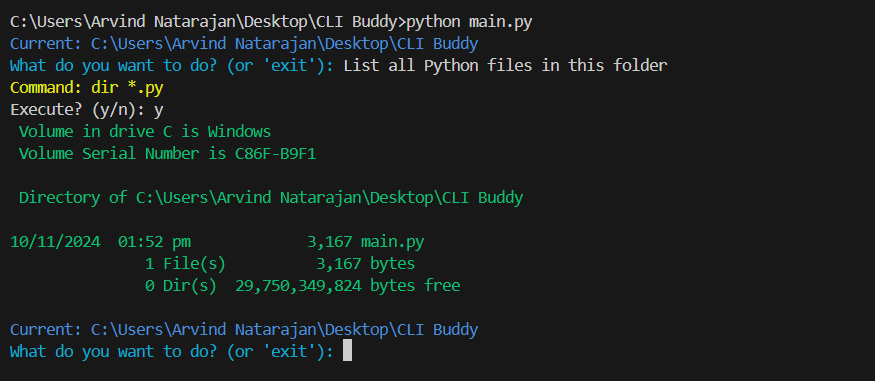 C:\Users\Arvind Natarajan\Desktop\CLI Buddy>python main.py
Current: C:\Users\Arvind Natarajan\Desktop\CLI Buddy
What do you want to do? (or 'exit'): List all Python files in this folder
Command: dir *.py
Execute? (y/n): y
Volume in drive C is Windows
Volume Serial Number is C86F-B9F1
Directory of C:\Users\Arvind Natarajan\Desktop\CLI Buddy
10/11/2024  01:52 pm             3,167 main.py
1 File(s)          3,167 bytes
0 Dir(s)  29,750,349,824 bytes free
Current: C:\Users\Arvind Natarajan\Desktop\CLI Buddy
What do you want to do? (or 'exit'):